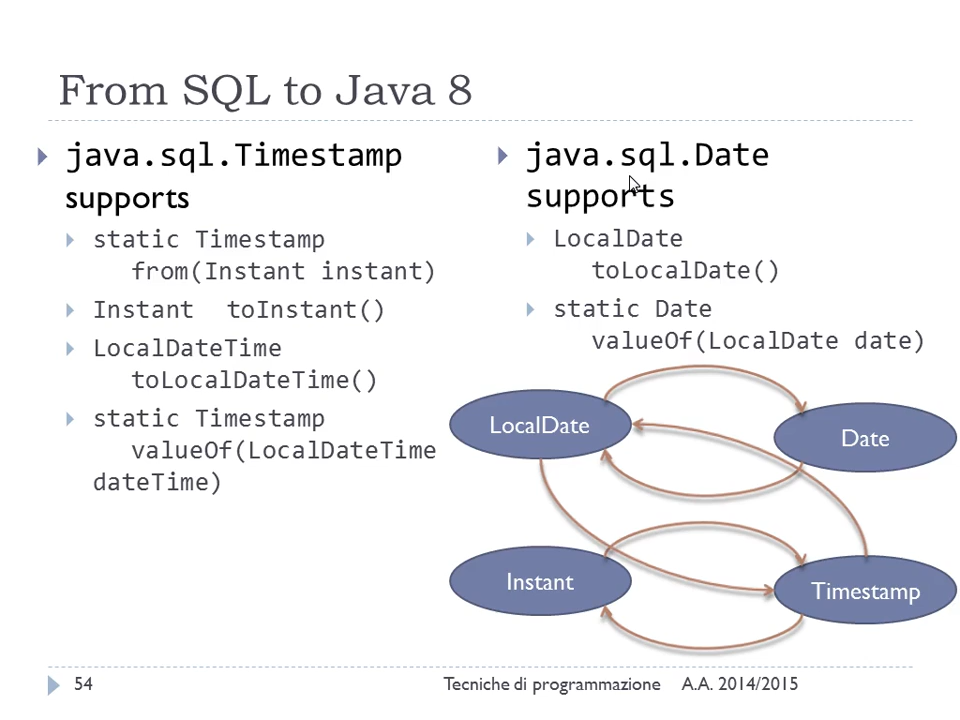 From SQL to Java 8
java.sql.Timestamp
supports
static Timestamp
from(Instant instant)
Instant toInstant()
LocalDateTime
toLocalDateTime()
static Timestamp
valueOf(LocalDateTime
dateTime)
java.sql.Date
supports
LocalDate
toLocalDate()
static Date
valueOf(LocalDate date)
LocalDate
Date
Instant
Timestamp
54
Tecniche di programmazione A.A. 2014/2015